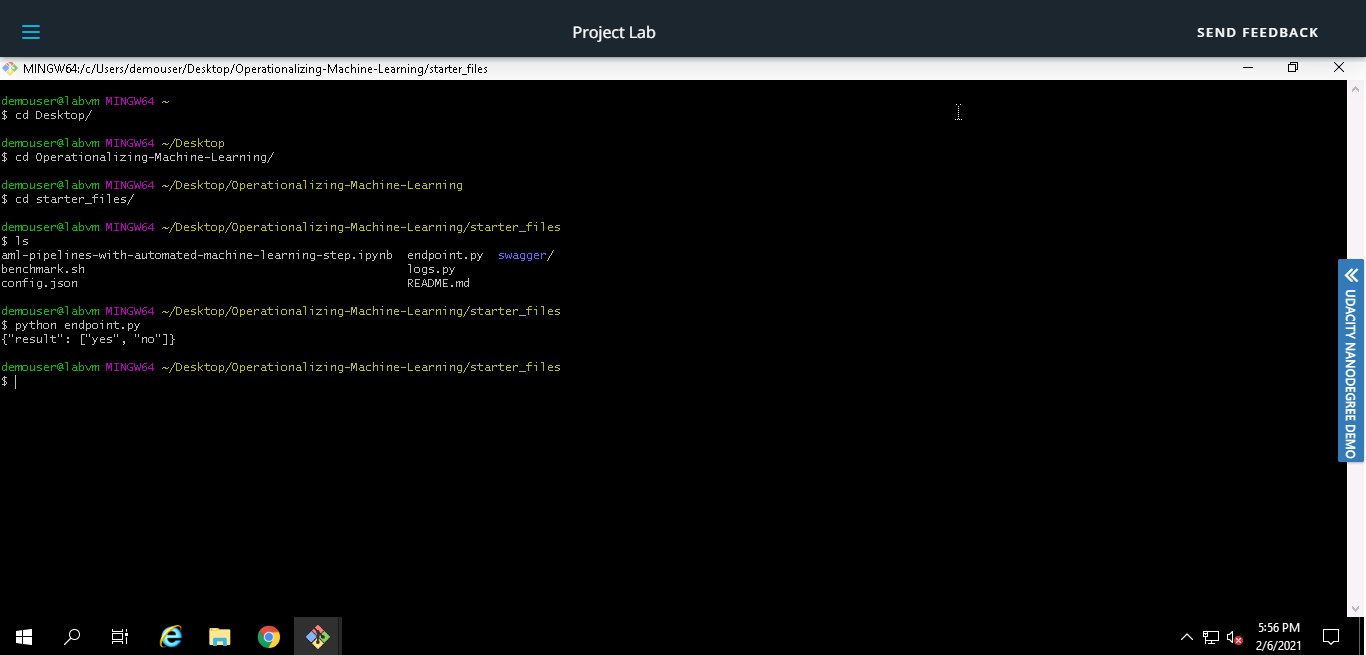 Project Lab
SEND FEEDBACK
MINGW64:/c/Users/demouser/Desktop/Operationalizing-Machine-Learning/starter_files
demouser@labvm MINGW64 ~
$ cd Desktop/
demouser@labvm MINGW64 ~/Desktop
$ cd Operationalizing-Machine-Learning/
demouser@labvm MINGW64 ~/Desktop/Operationalizing-Machine-Learning
$ cd starter_files/
demouser@labvm MINGW64 ~/Desktop/Operationalizing-Machine-Learning/starter_files
$ ls
aml-pipelines-with-automated-machine-learning-step.ipynb  endpoint.py  swagger/
benchmark.sh  logs.py
config.json  README.md
demouser@labvm MINGW64 ~/Desktop/Operationalizing-Machine-Learning/starter_files
$ python endpoint.py
{"result": ["yes", "no"]}
demouser@labvm MINGW64 ~/Desktop/Operationalizing-Machine-Learning/starter_files
$
UDACITY NANODEGREE DEMO
5:56 PM
2/6/2021